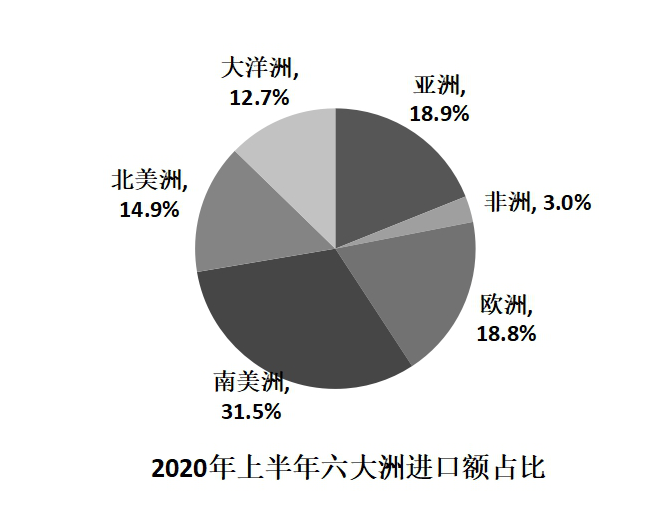 大洋洲,
12.7%
亚洲,
18.9%
北美洲,
14.9%
非洲, 3.0%
欧洲,
18.8%
南美洲,
31.5%
2020年上半年六大洲进口额占比